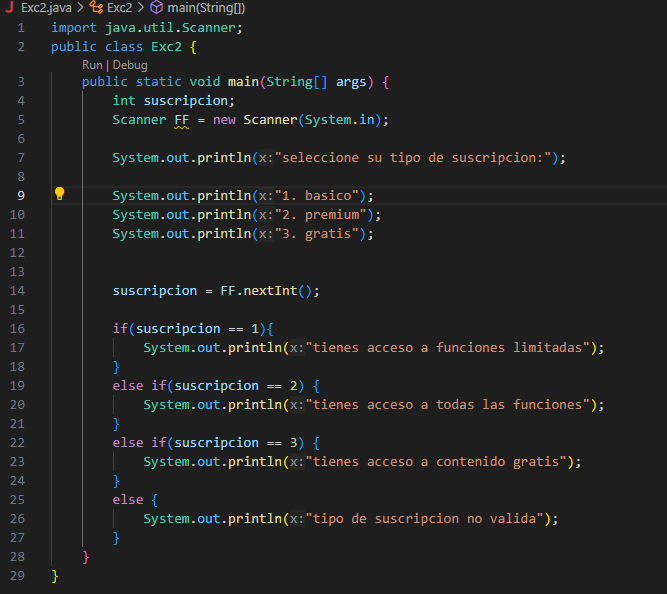 J Exc2.java > Exc2 > main(String[])
1 import java.util.Scanner;
2 public class Exc2 {
Run | Debug
3 public static void main(String[] args) {
4 int suscripcion;
5 Scanner FF = new Scanner(System.in);
6
7 System.out.println(x:"seleccione su tipo de suscripcion:");
8
9 System.out.println(x:"1. basico");
10 System.out.println(x:"2. premium");
11 System.out.println(x:"3. gratis");
12
13
14 suscripcion = FF.nextInt();
15
16 if(suscripcion == 1){
17 System.out.println(x:"tienes acceso a funciones limitadas");
18 }
19 else if(suscripcion == 2) {
20 System.out.println(x:"tienes acceso a todas las funciones");
21 }
22 else if(suscripcion == 3) {
23 System.out.println(x:"tienes acceso a contenido gratis");
24 }
25 else {
26 System.out.println(x:"tipo de suscripcion no valida");
27 }
28 }
29 }